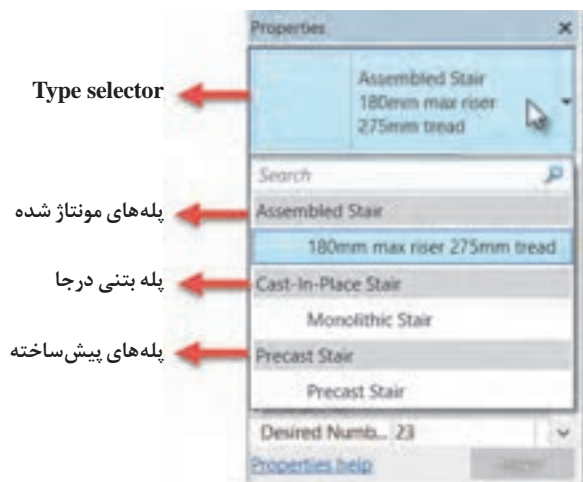 Properties
Type selector
Assembled Stair
180mm max riser
275mm tread
Search
پله‌های مونتاژ شده
Assembled Stair
180mm max riser 275mm tread
پله بتنی درجا
Cast-In-Place Stair
Monolithic Stair
پله‌های پیش‌ساخته
Precast Stair
Precast Stair
Desired Numb... 23
Properties help